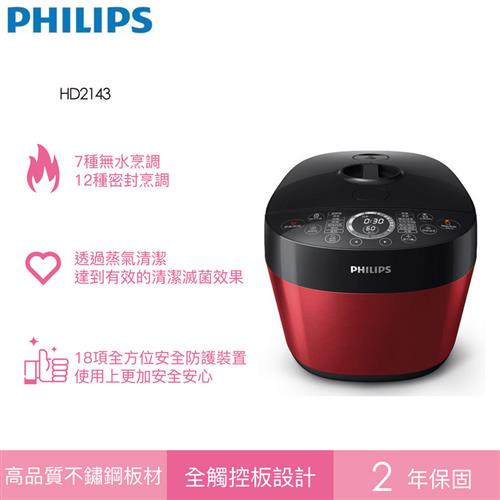 PHILIPS
HD2143
7種無水烹調
12種密封烹調
透過蒸氣清潔
達到有效的清潔滅菌效果
18項全方位安全防護裝置
使用上更加安全安心
0:30
60
PHILIPS
高品質不鏽鋼板材
全觸控板設計
2 年保固